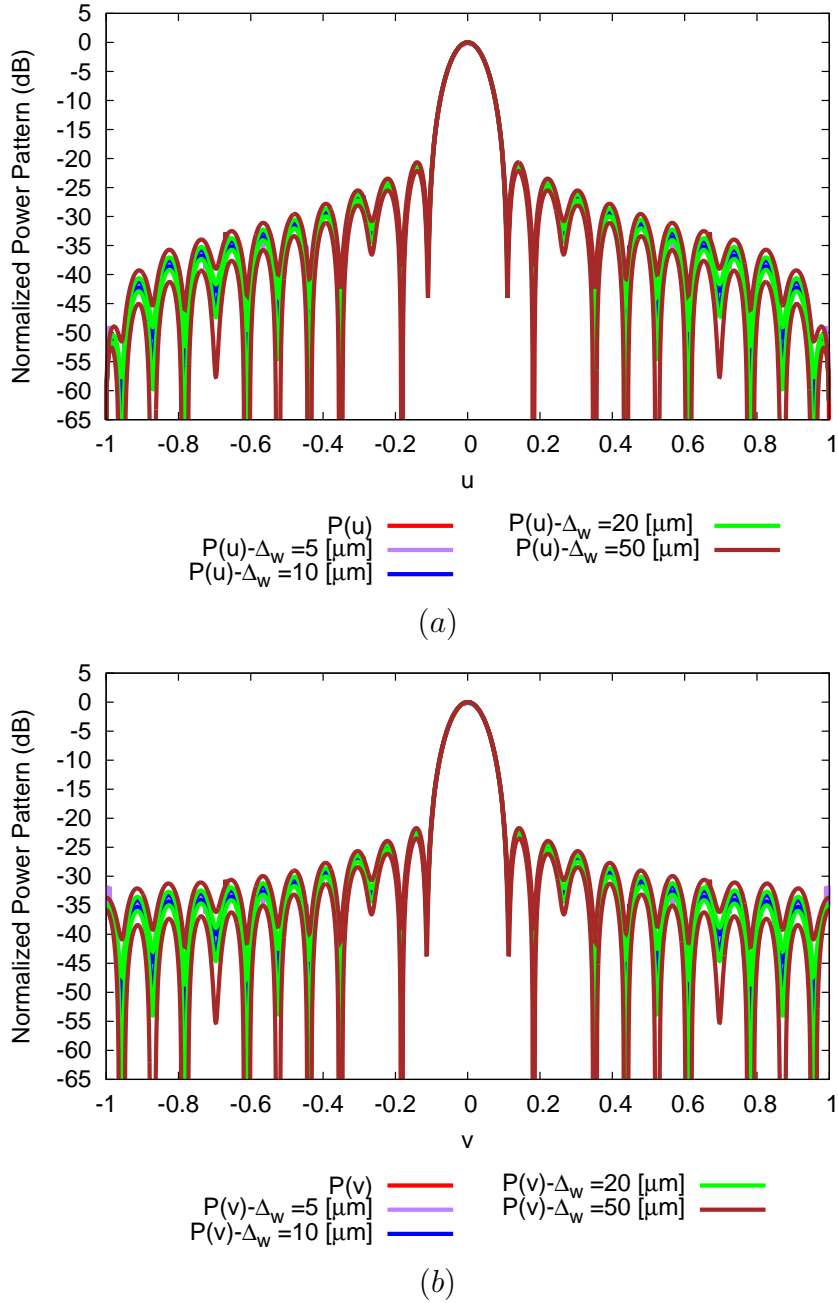 Normalized Power Pattern (dB)
5
0
-5
-10
-15
-20
-25
-30
-35
-40
-45
-50
-55
-60
-65
-1 -0.8 -0.6 -0.4 -0.2 0 0.2 0.4 0.6 0.8 1
u
P(u)
P(u)-Δw =5 [μm]
P(u)-Δw =10 [μm]
P(u)-Δw =20 [μm]
P(u)-Δw =50 [μm]
(a)
Normalized Power Pattern (dB)
5
0
-5
-10
-15
-20
-25
-30
-35
-40
-45
-50
-55
-60
-65
-1 -0.8 -0.6 -0.4 -0.2 0 0.2 0.4 0.6 0.8 1
v
P(v)
P(v)-Δw =5 [μm]
P(v)-Δw =10 [μm]
P(v)-Δw =20 [μm]
P(v)-Δw =50 [μm]
(b)